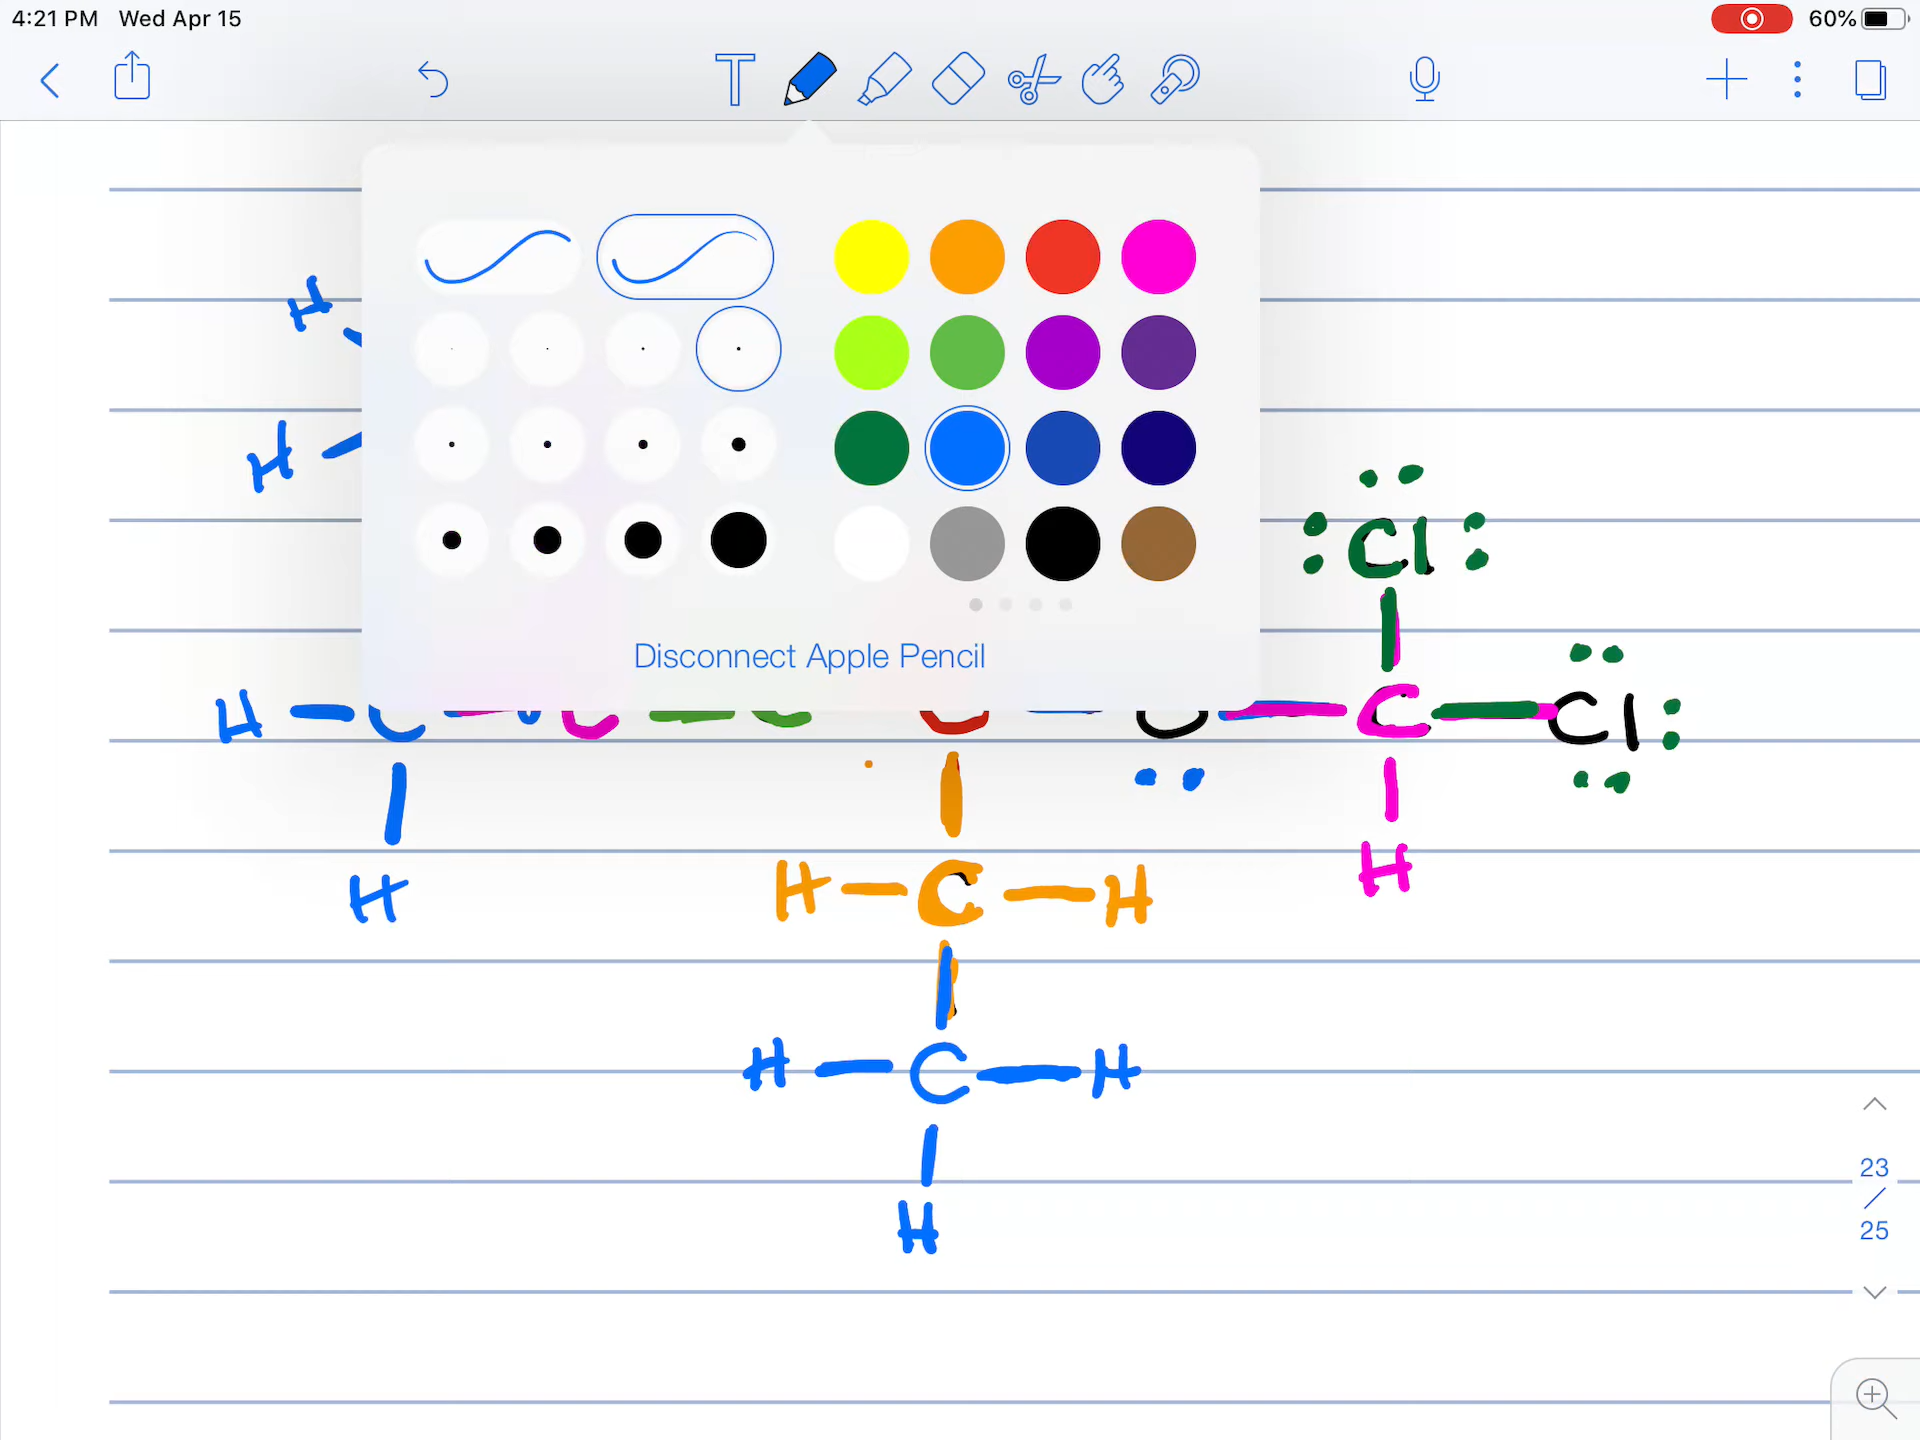 4:21 PM Wed Apr 15 60%
T
H
H
Disconnect Apple Pencil
Cl
H C C C C C Cl
H H C H H
H C H
H
23
/
25